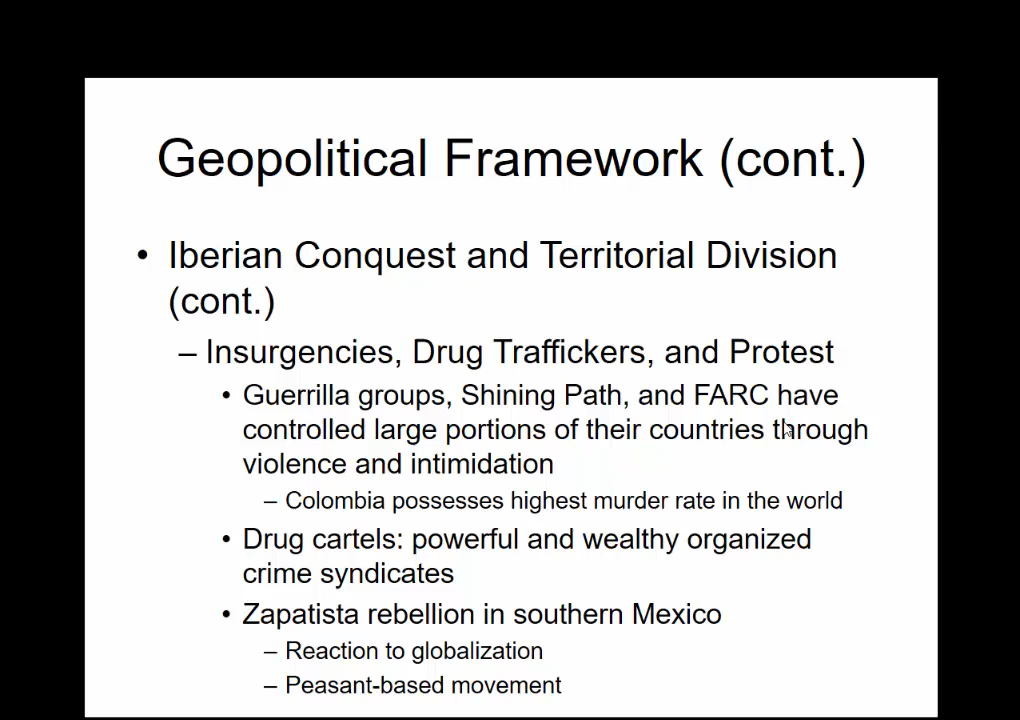 Geopolitical Framework (cont.)
• Iberian Conquest and Territorial Division
(cont.)
– Insurgencies, Drug Traffickers, and Protest
• Guerrilla groups, Shining Path, and FARC have
controlled large portions of their countries through
violence and intimidation
– Colombia possesses highest murder rate in the world
• Drug cartels: powerful and wealthy organized
crime syndicates
• Zapatista rebellion in southern Mexico
– Reaction to globalization
– Peasant-based movement